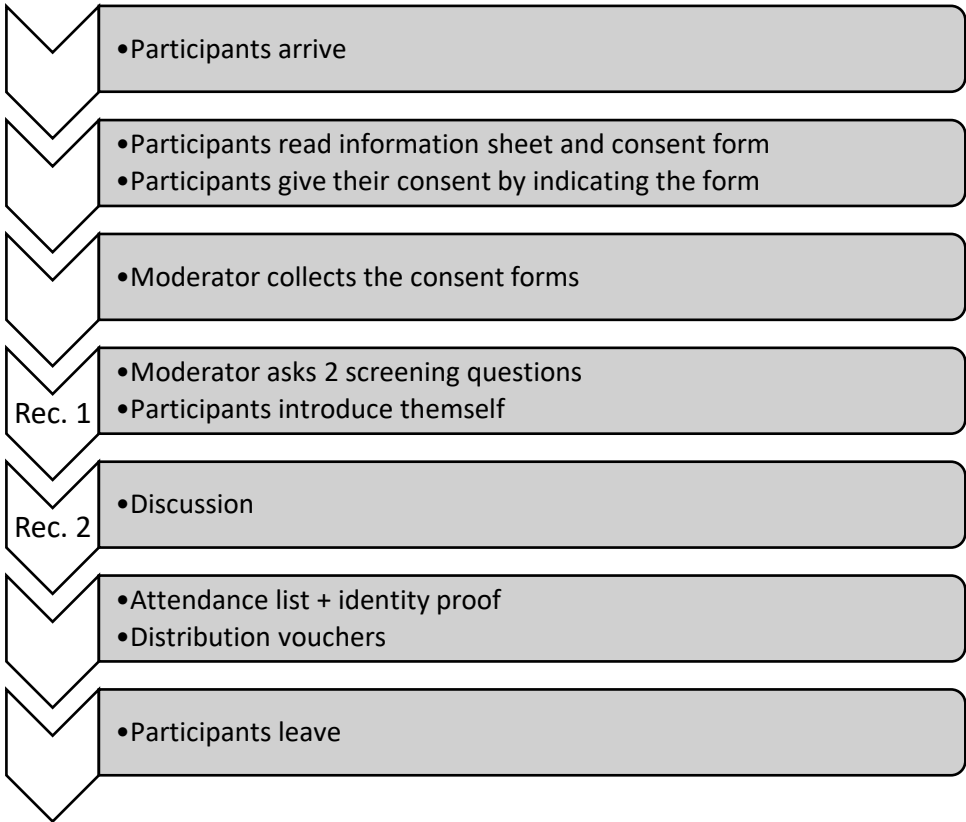 •Participants arrive
•Participants read information sheet and consent form
•Participants give their consent by indicating the form
•Moderator collects the consent forms
Rec. 1
•Moderator asks 2 screening questions
•Participants introduce themself
Rec. 2
•Discussion
•Attendance list + identity proof
•Distribution vouchers
•Participants leave